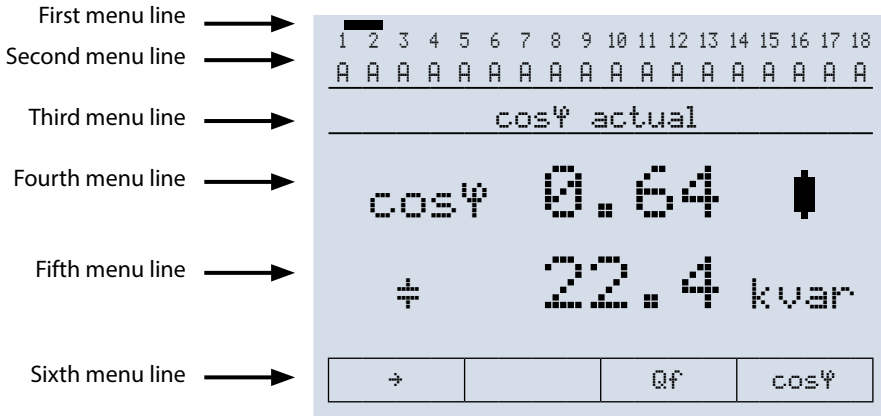 First menu line
1 2 3 4 5 6 7 8 9 10 11 12 13 14 15 16 17 18
Second menu line
A A A A A A A A A A A A A A A A A A
Third menu line
cosφ actual
Fourth menu line
cosφ 0.64
Fifth menu line
22.4 kvar
Sixth menu line
→ Qf cosφ